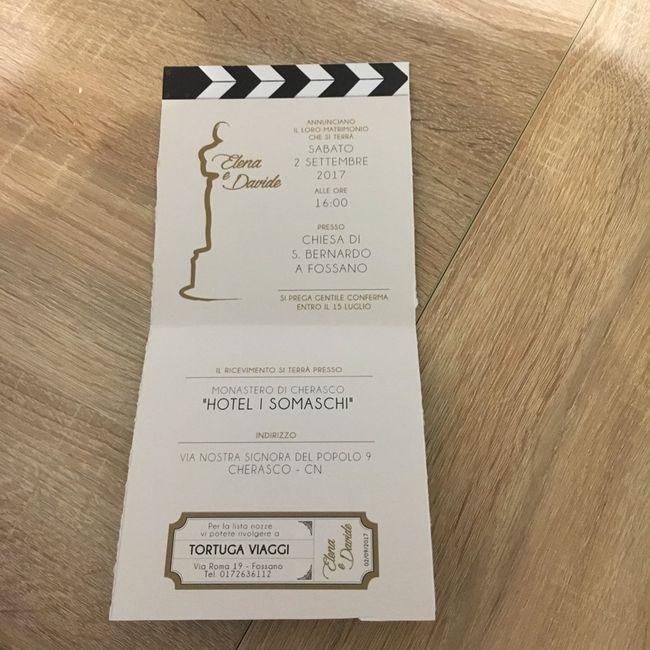 Elena
e Davide
ANNUNCIANO
IL LORO MATRIMONIO
CHE SI TERRÀ
SABATO
2 SETTEMBRE
2017
ALLE ORE
16:00
PRESSO
CHIESA DI
S. BERNARDO
A FOSSANO
SI PREGA GENTILE CONFERMA
ENTRO IL 15 LUGLIO
IL RICEVIMENTO SI TERRÀ PRESSO
MONASTERO DI CHERASCO
"HOTEL I SOMASCHI"
INDIRIZZO
VIA NOSTRA SIGNORA DEL POPOLO 9
CHERASCO - CN
Per la lista nozze
vi potete rivolgere a
TORTUGA VIAGGI
Via Roma 19 - Fossano
Tel. 0172636112
Elena
e Davide
02/09/2017